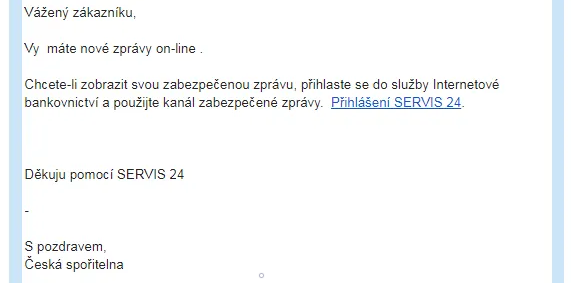 Vážený zákazníku,
Vy máte nové zprávy on-line .
Chcete-li zobrazit svou zabezpečenou zprávu, přihlaste se do služby Internetové
bankovnictví a použijte kanál zabezpečené zprávy. Přihlášení SERVIS 24.
Děkuju pomocí SERVIS 24
-
S pozdravem,
Česká spořitelna